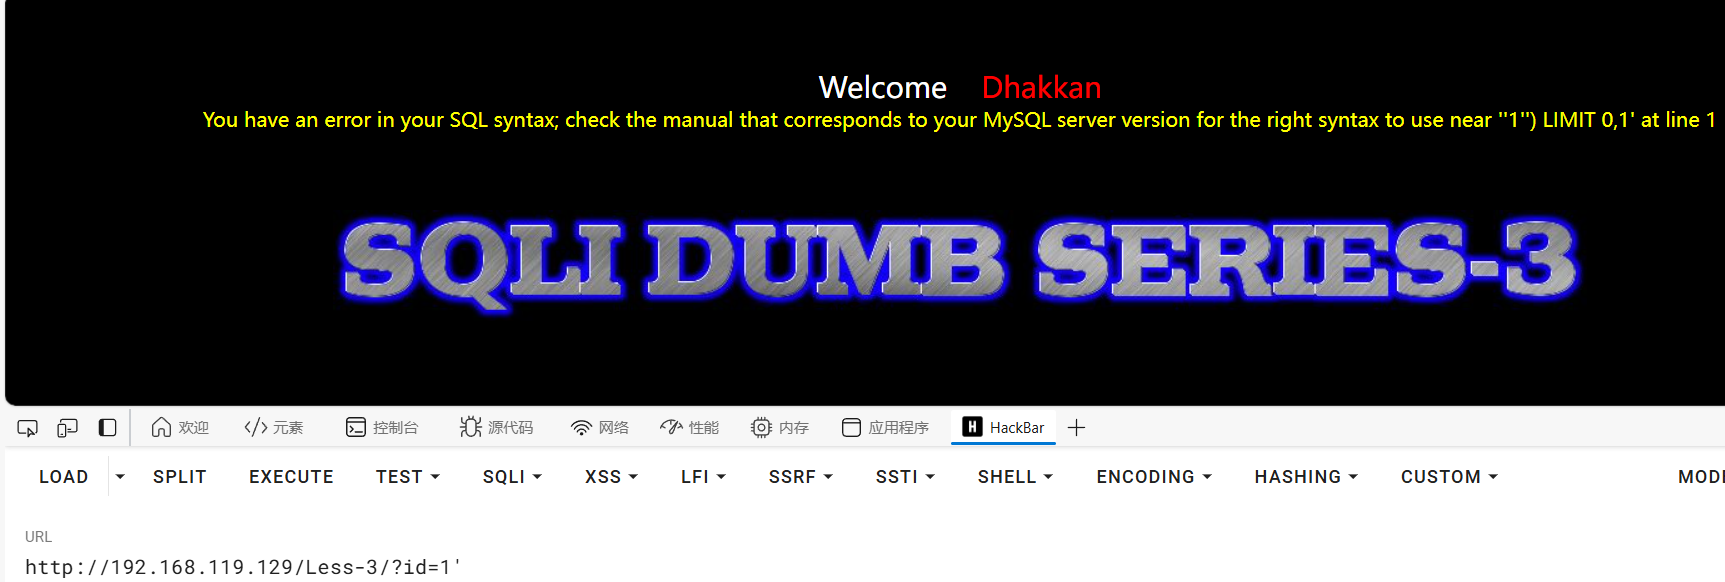 Welcome Dhakkan
You have an error in your SQL syntax; check the manual that corresponds to your MySQL server version for the right syntax to use near ''1'') LIMIT 0,1' at line 1
SQLI DUMB SERIES-3
欢迎 元素 控制台 源代码 网络 性能 内存 应用程序 HackBar
LOAD SPLIT EXECUTE TEST SQLI XSS LFI SSRF SSTI SHELL ENCODING HASHING CUSTOM
URL
http://192.168.119.129/Less-3/?id=1'